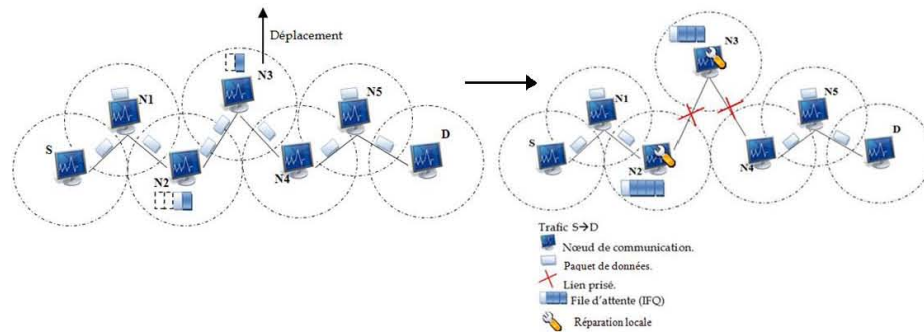 Déplacement
N3
N1
N5
S
D
N2
N4
N3
N1
N5
S
D
N2
N4
Trafic S→D
Nœud de communication.
Paquet de données.
Lien prisé.
File d'attente (IFQ)
Réparation locale